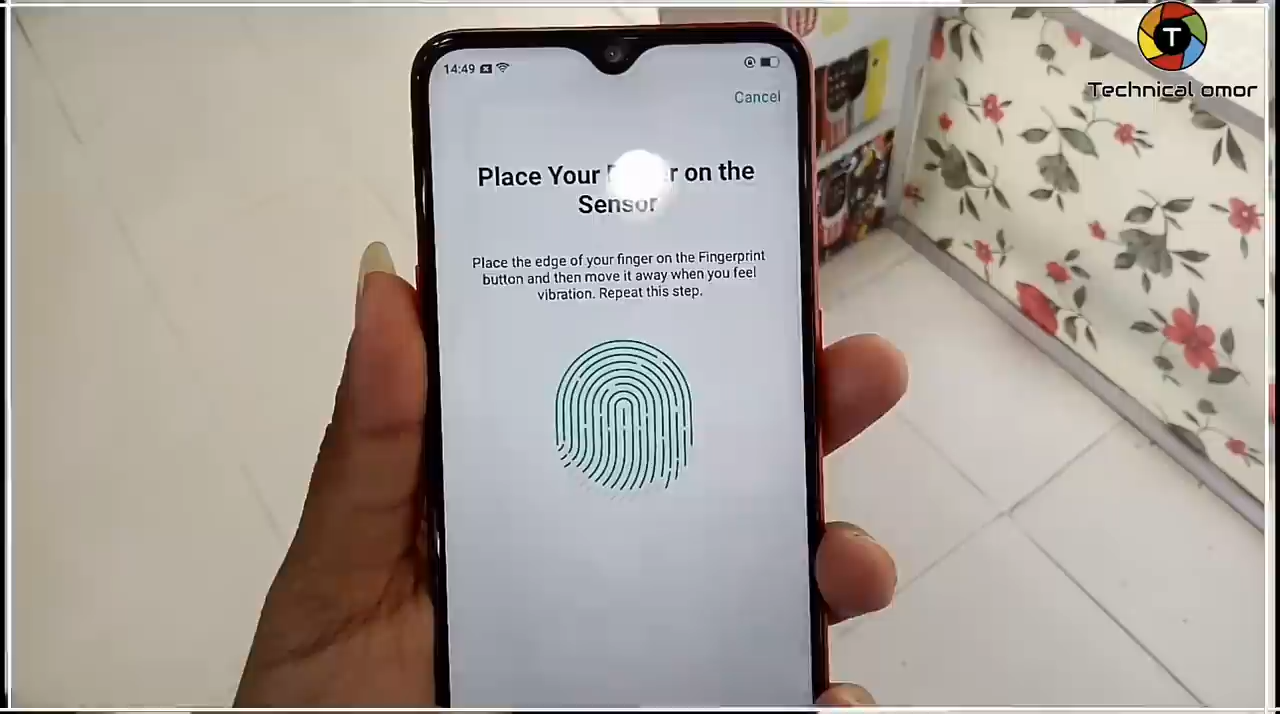 14:49
Cancel
Place Your on the
Sensor
Place the edge of your finger on the Fingerprint
button and then move it away when you feel
vibration. Repeat this step.
T
Technical omor